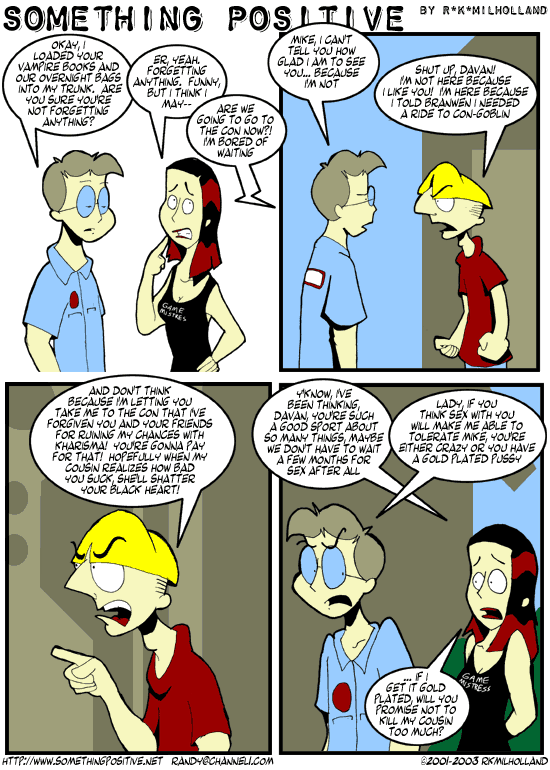 SOMETHING POSITIVE BY R*K*MILHOLLAND
OKAY, I
LOADED YOUR
VAMPIRE BOOKS AND
OUR OVERNIGHT BAGS
INTO MY TRUNK. ARE
YOU SURE YOU'RE
NOT FORGETTING
ANYTHING?
ER, YEAH.
FORGETTING
ANYTHING. FUNNY,
BUT I THINK I
MAY--
ARE WE
GOING TO GO TO
THE CON NOW?!
I'M BORED OF
WAITING
GAME
MISTRESS
MIKE, I CAN'T
TELL YOU HOW
GLAD I AM TO SEE
YOU... BECAUSE
I'M NOT
SHUT UP, DAVAN!
I'M NOT HERE BECAUSE
I LIKE YOU! I'M HERE BECAUSE
I TOLD BRANWEN I NEEDED
A RIDE TO CON-GOBLIN
AND DON'T THINK
BECAUSE I'M LETTING YOU
TAKE ME TO THE CON THAT I'VE
FORGIVEN YOU AND YOUR FRIENDS
FOR RUINING MY CHANCES WITH
KHARISMA! YOU'RE GONNA PAY
FOR THAT! HOPEFULLY WHEN MY
COUSIN REALIZES HOW BAD
YOU SUCK, SHE'LL SHATTER
YOUR BLACK HEART!
Y'KNOW, I'VE
BEEN THINKING,
DAVAN, YOU'RE SUCH
A GOOD SPORT ABOUT
SO MANY THINGS, MAYBE
WE DON'T HAVE TO WAIT
A FEW MONTHS FOR
SEX AFTER ALL
LADY, IF YOU
THINK SEX WITH YOU
WILL MAKE ME ABLE TO
TOLERATE MIKE, YOU'RE
EITHER CRAZY OR YOU HAVE
A GOLD PLATED PUSSY
... IF I
GET IT GOLD
PLATED, WILL YOU
PROMISE NOT TO
KILL MY COUSIN
TOO MUCH?
GAME
MISTRESS
HTTP://WWW.SOMETHINGPOSITIVE.NET RANDY@CHANNEL1.COM ©2001-2003 RKMILHOLLAND